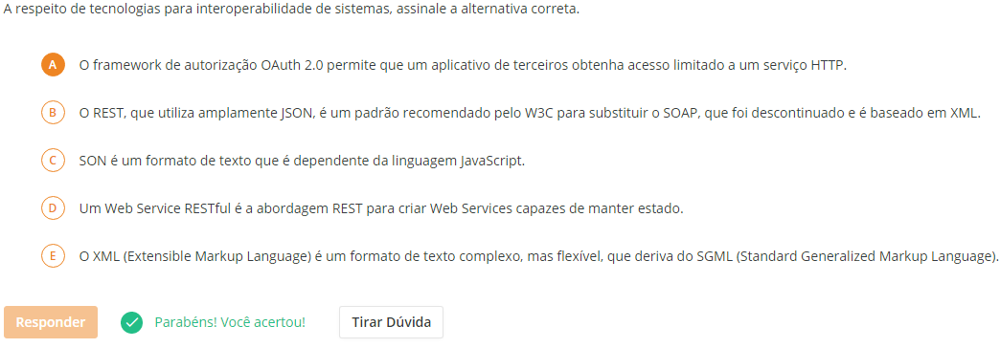 A respeito de tecnologias para interoperabilidade de sistemas, assinale a alternativa correta.
A O framework de autorização OAuth 2.0 permite que um aplicativo de terceiros obtenha acesso limitado a um serviço HTTP.
B O REST, que utiliza amplamente JSON, é um padrão recomendado pelo W3C para substituir o SOAP, que foi descontinuado e é baseado em XML.
C SON é um formato de texto que é dependente da linguagem JavaScript.
D Um Web Service RESTful é a abordagem REST para criar Web Services capazes de manter estado.
E O XML (Extensible Markup Language) é um formato de texto complexo, mas flexível, que deriva do SGML (Standard Generalized Markup Language).
Responder Parabéns! Você acertou! Tirar Dúvida